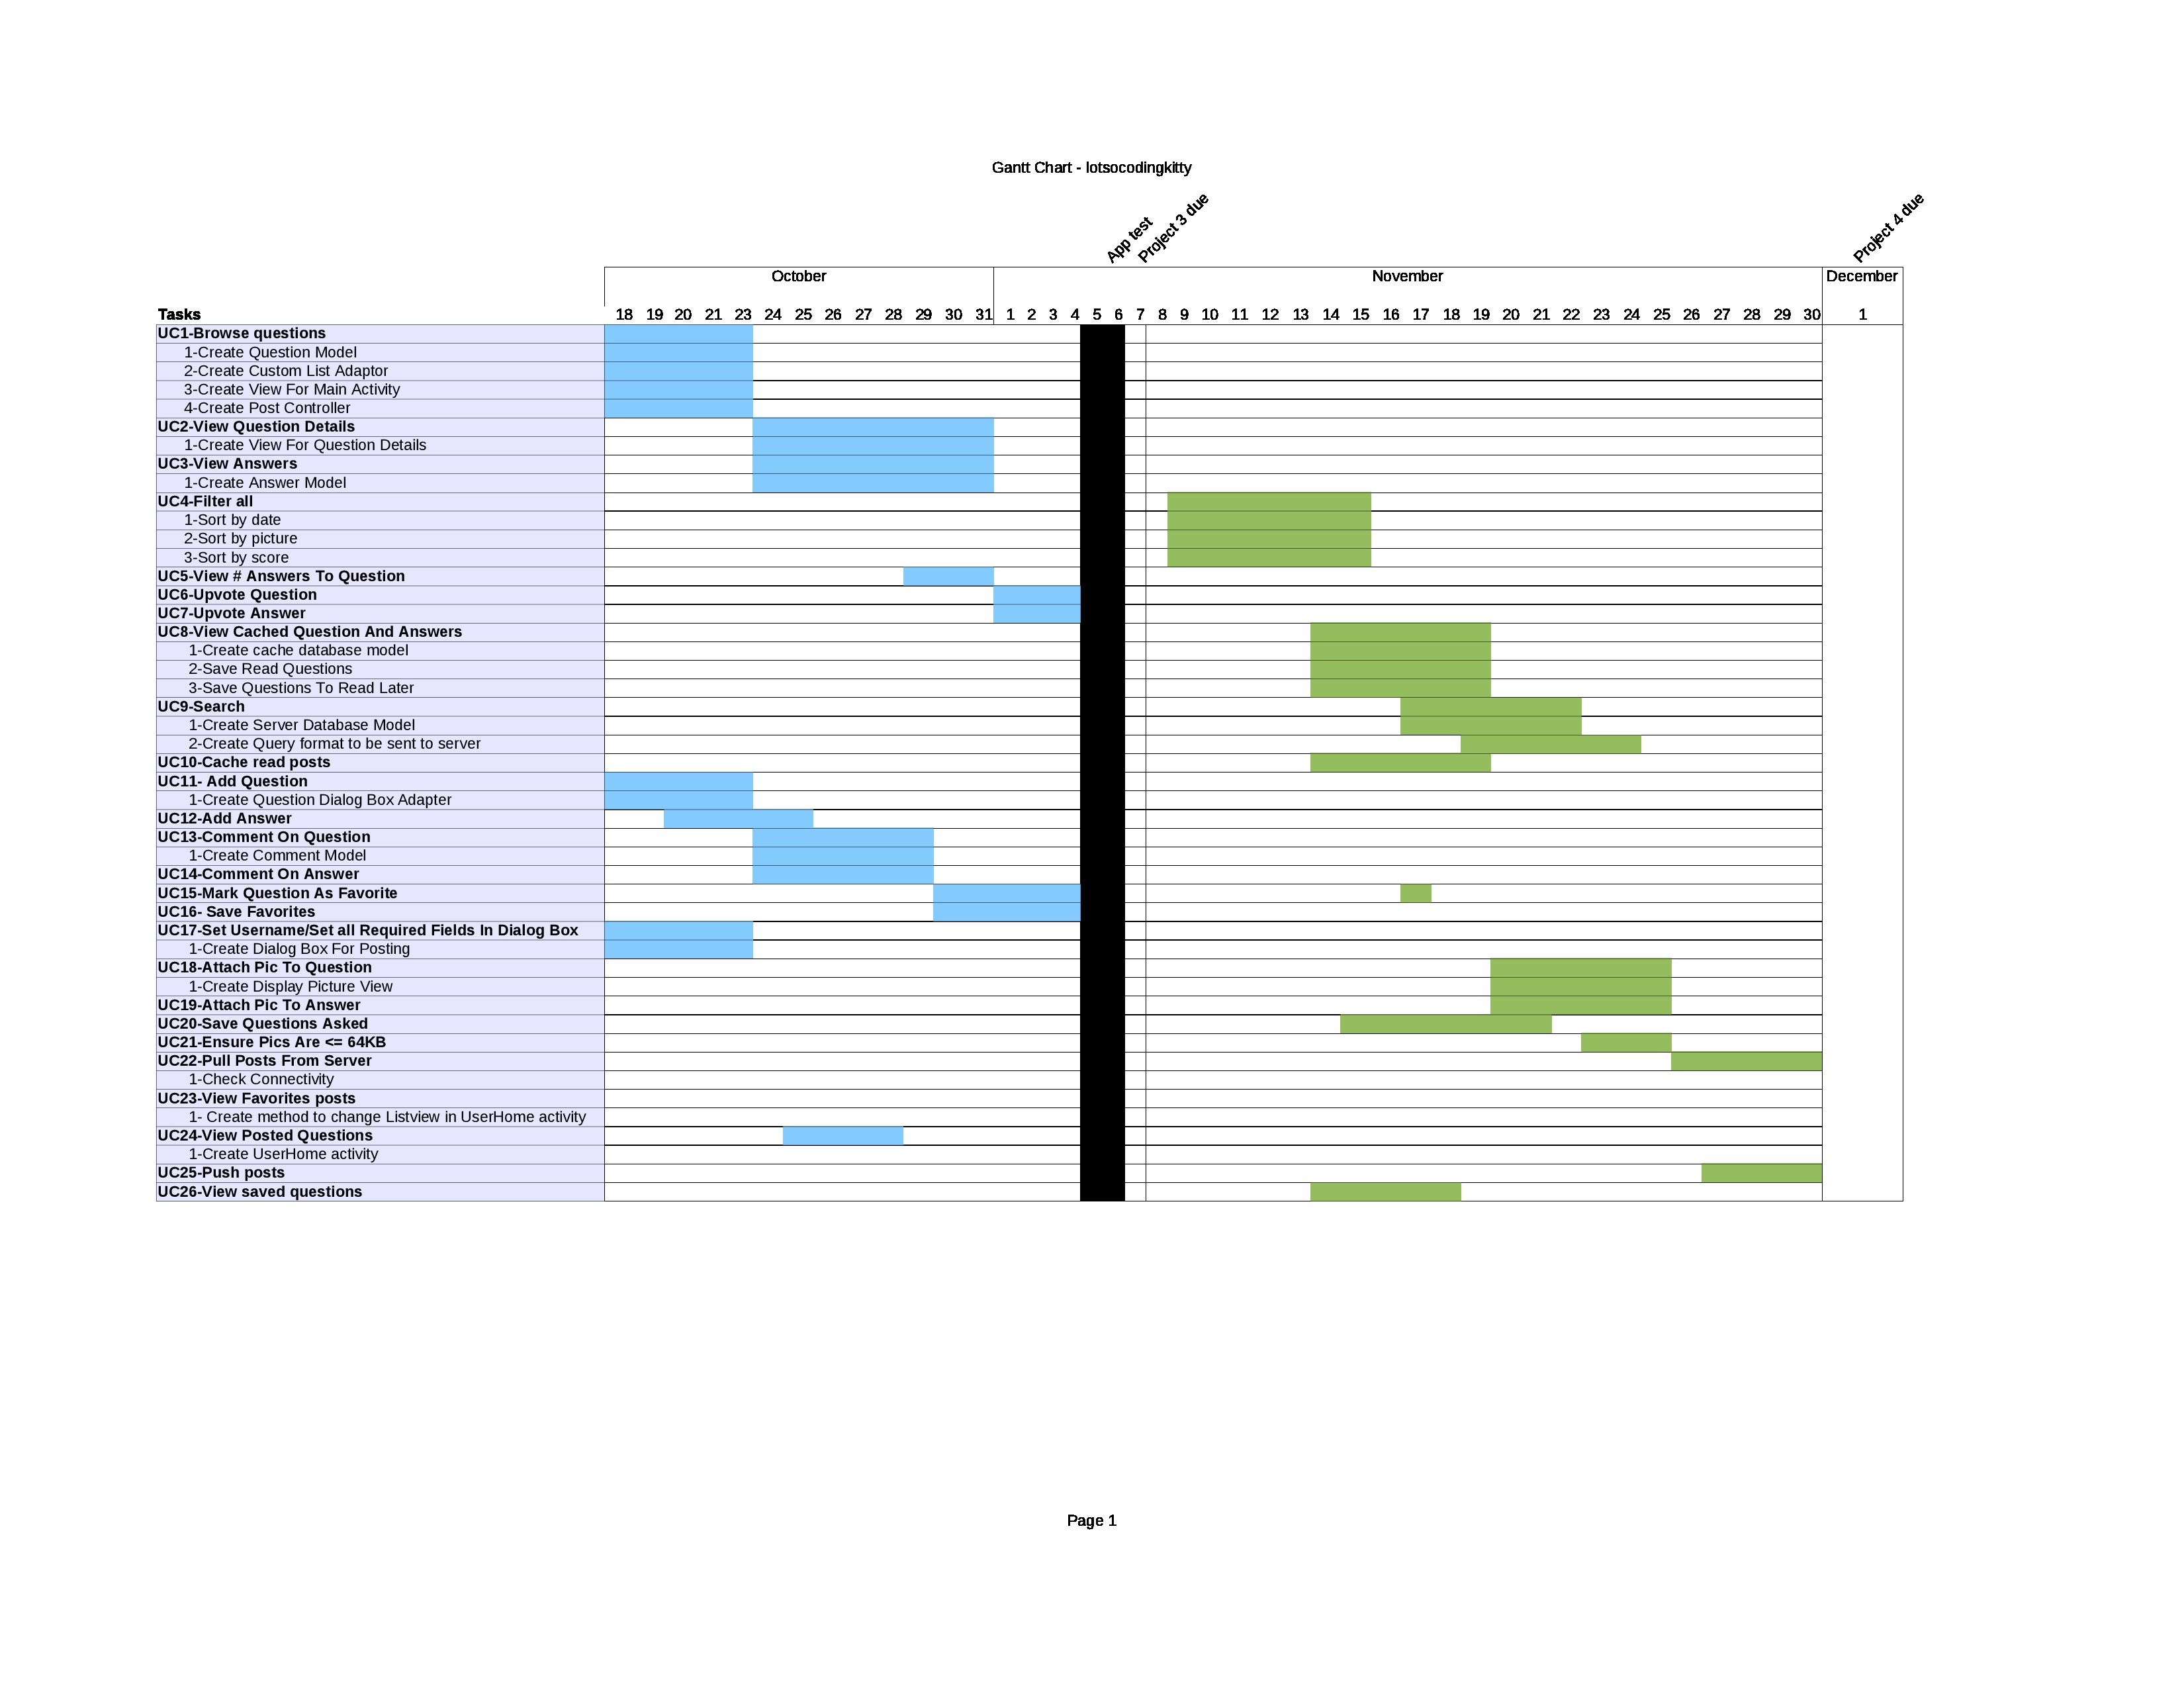 Gantt Chart - lotsocodingkitty
App test
Project 3 due
Project 4 due
October November December
Tasks 18 19 20 21 23 24 25 26 27 28 29 30 31 1 2 3 4 5 6 7 8 9 10 11 12 13 14 15 16 17 18 19 20 21 22 23 24 25 26 27 28 29 30 1
UC1-Browse questions
1-Create Question Model
2-Create Custom List Adaptor
3-Create View For Main Activity
4-Create Post Controller
UC2-View Question Details
1-Create View For Question Details
UC3-View Answers
1-Create Answer Model
UC4-Filter all
1-Sort by date
2-Sort by picture
3-Sort by score
UC5-View # Answers To Question
UC6-Upvote Question
UC7-Upvote Answer
UC8-View Cached Question And Answers
1-Create cache database model
2-Save Read Questions
3-Save Questions To Read Later
UC9-Search
1-Create Server Database Model
2-Create Query format to be sent to server
UC10-Cache read posts
UC11- Add Question
1-Create Question Dialog Box Adapter
UC12-Add Answer
UC13-Comment On Question
1-Create Comment Model
UC14-Comment On Answer
UC15-Mark Question As Favorite
UC16- Save Favorites
UC17-Set Username/Set all Required Fields In Dialog Box
1-Create Dialog Box For Posting
UC18-Attach Pic To Question
1-Create Display Picture View
UC19-Attach Pic To Answer
UC20-Save Questions Asked
UC21-Ensure Pics Are <= 64KB
UC22-Pull Posts From Server
1-Check Connectivity
UC23-View Favorites posts
1- Create method to change Listview in UserHome activity
UC24-View Posted Questions
1-Create UserHome activity
UC25-Push posts
UC26-View saved questions
Page 1